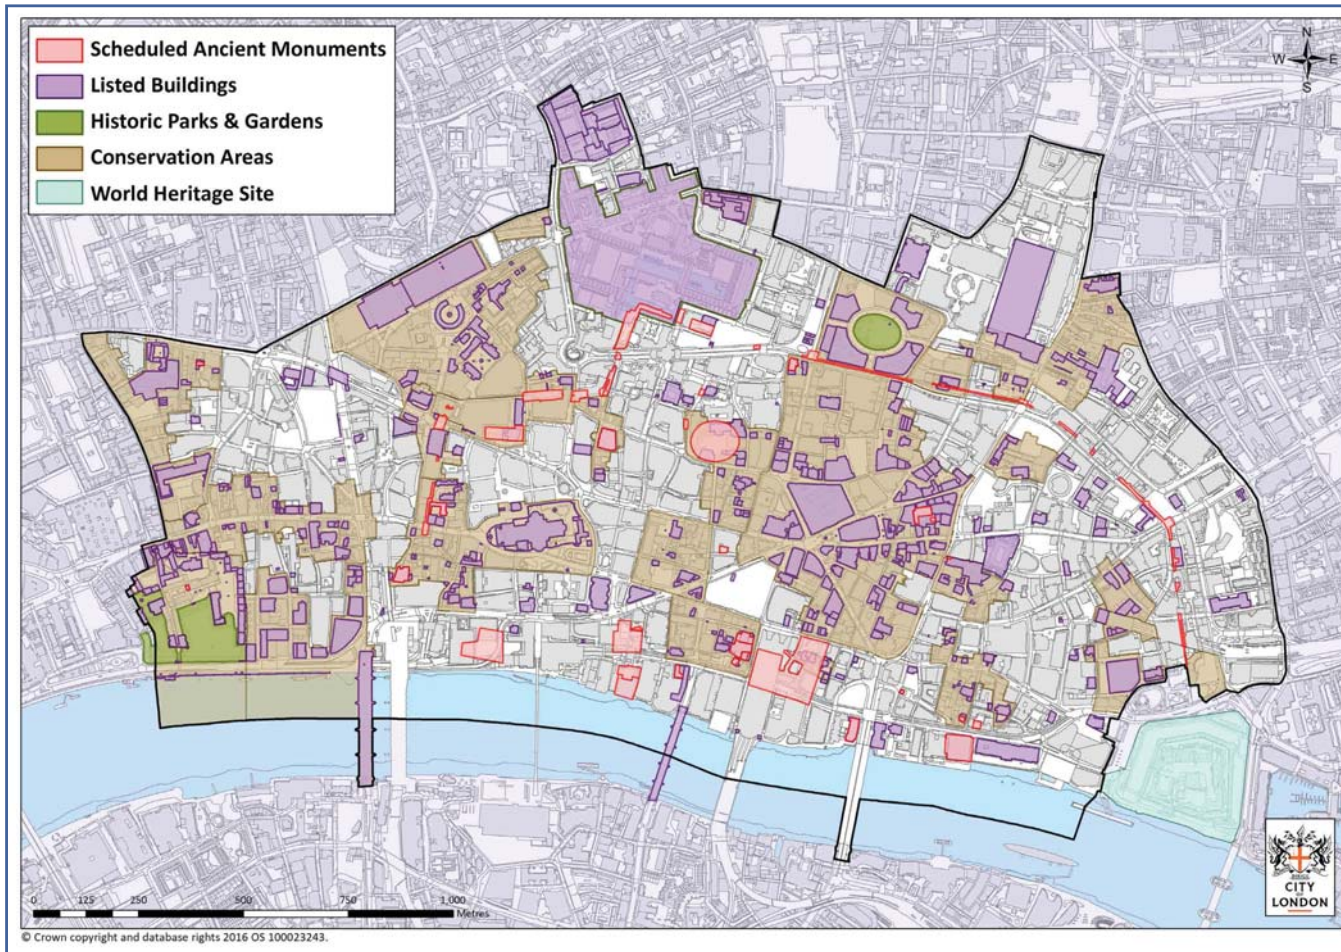 Scheduled Ancient Monuments
Listed Buildings
Historic Parks & Gardens
Conservation Areas
World Heritage Site
N
W E
S
0 125 250 500 750 1,000
Metres
CITY
LONDON
© Crown copyright and database rights 2016 OS 100023243.